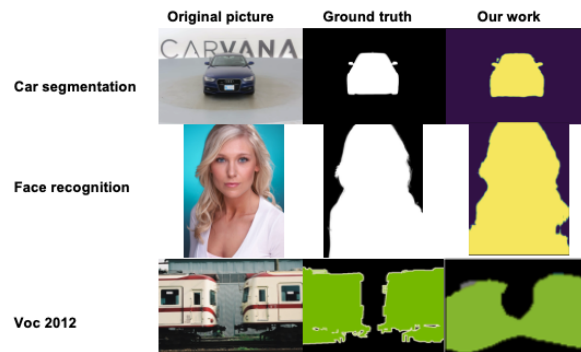 Original picture Ground truth Our work
CARVANA
Car segmentation
Face recognition
Voc 2012